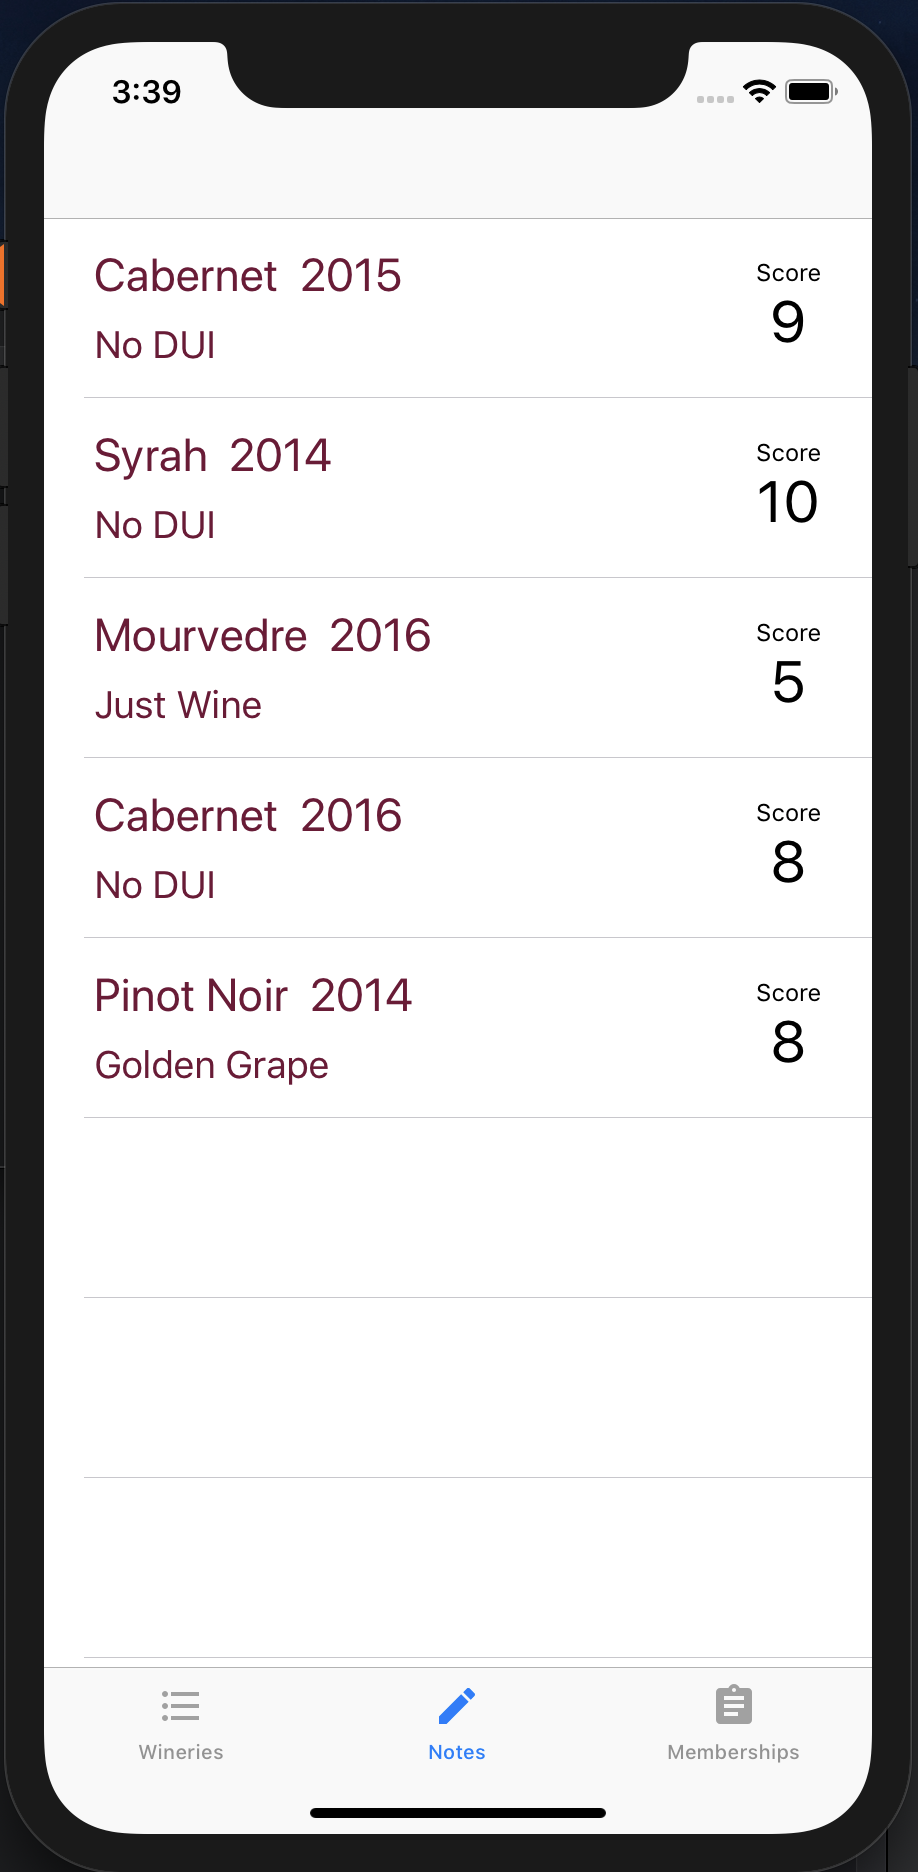 3:39
Cabernet 2015
No DUI
Score
9
Syrah 2014
No DUI
Score
10
Mourvedre 2016
Just Wine
Score
5
Cabernet 2016
No DUI
Score
8
Pinot Noir 2014
Golden Grape
Score
8
Wineries Notes Memberships